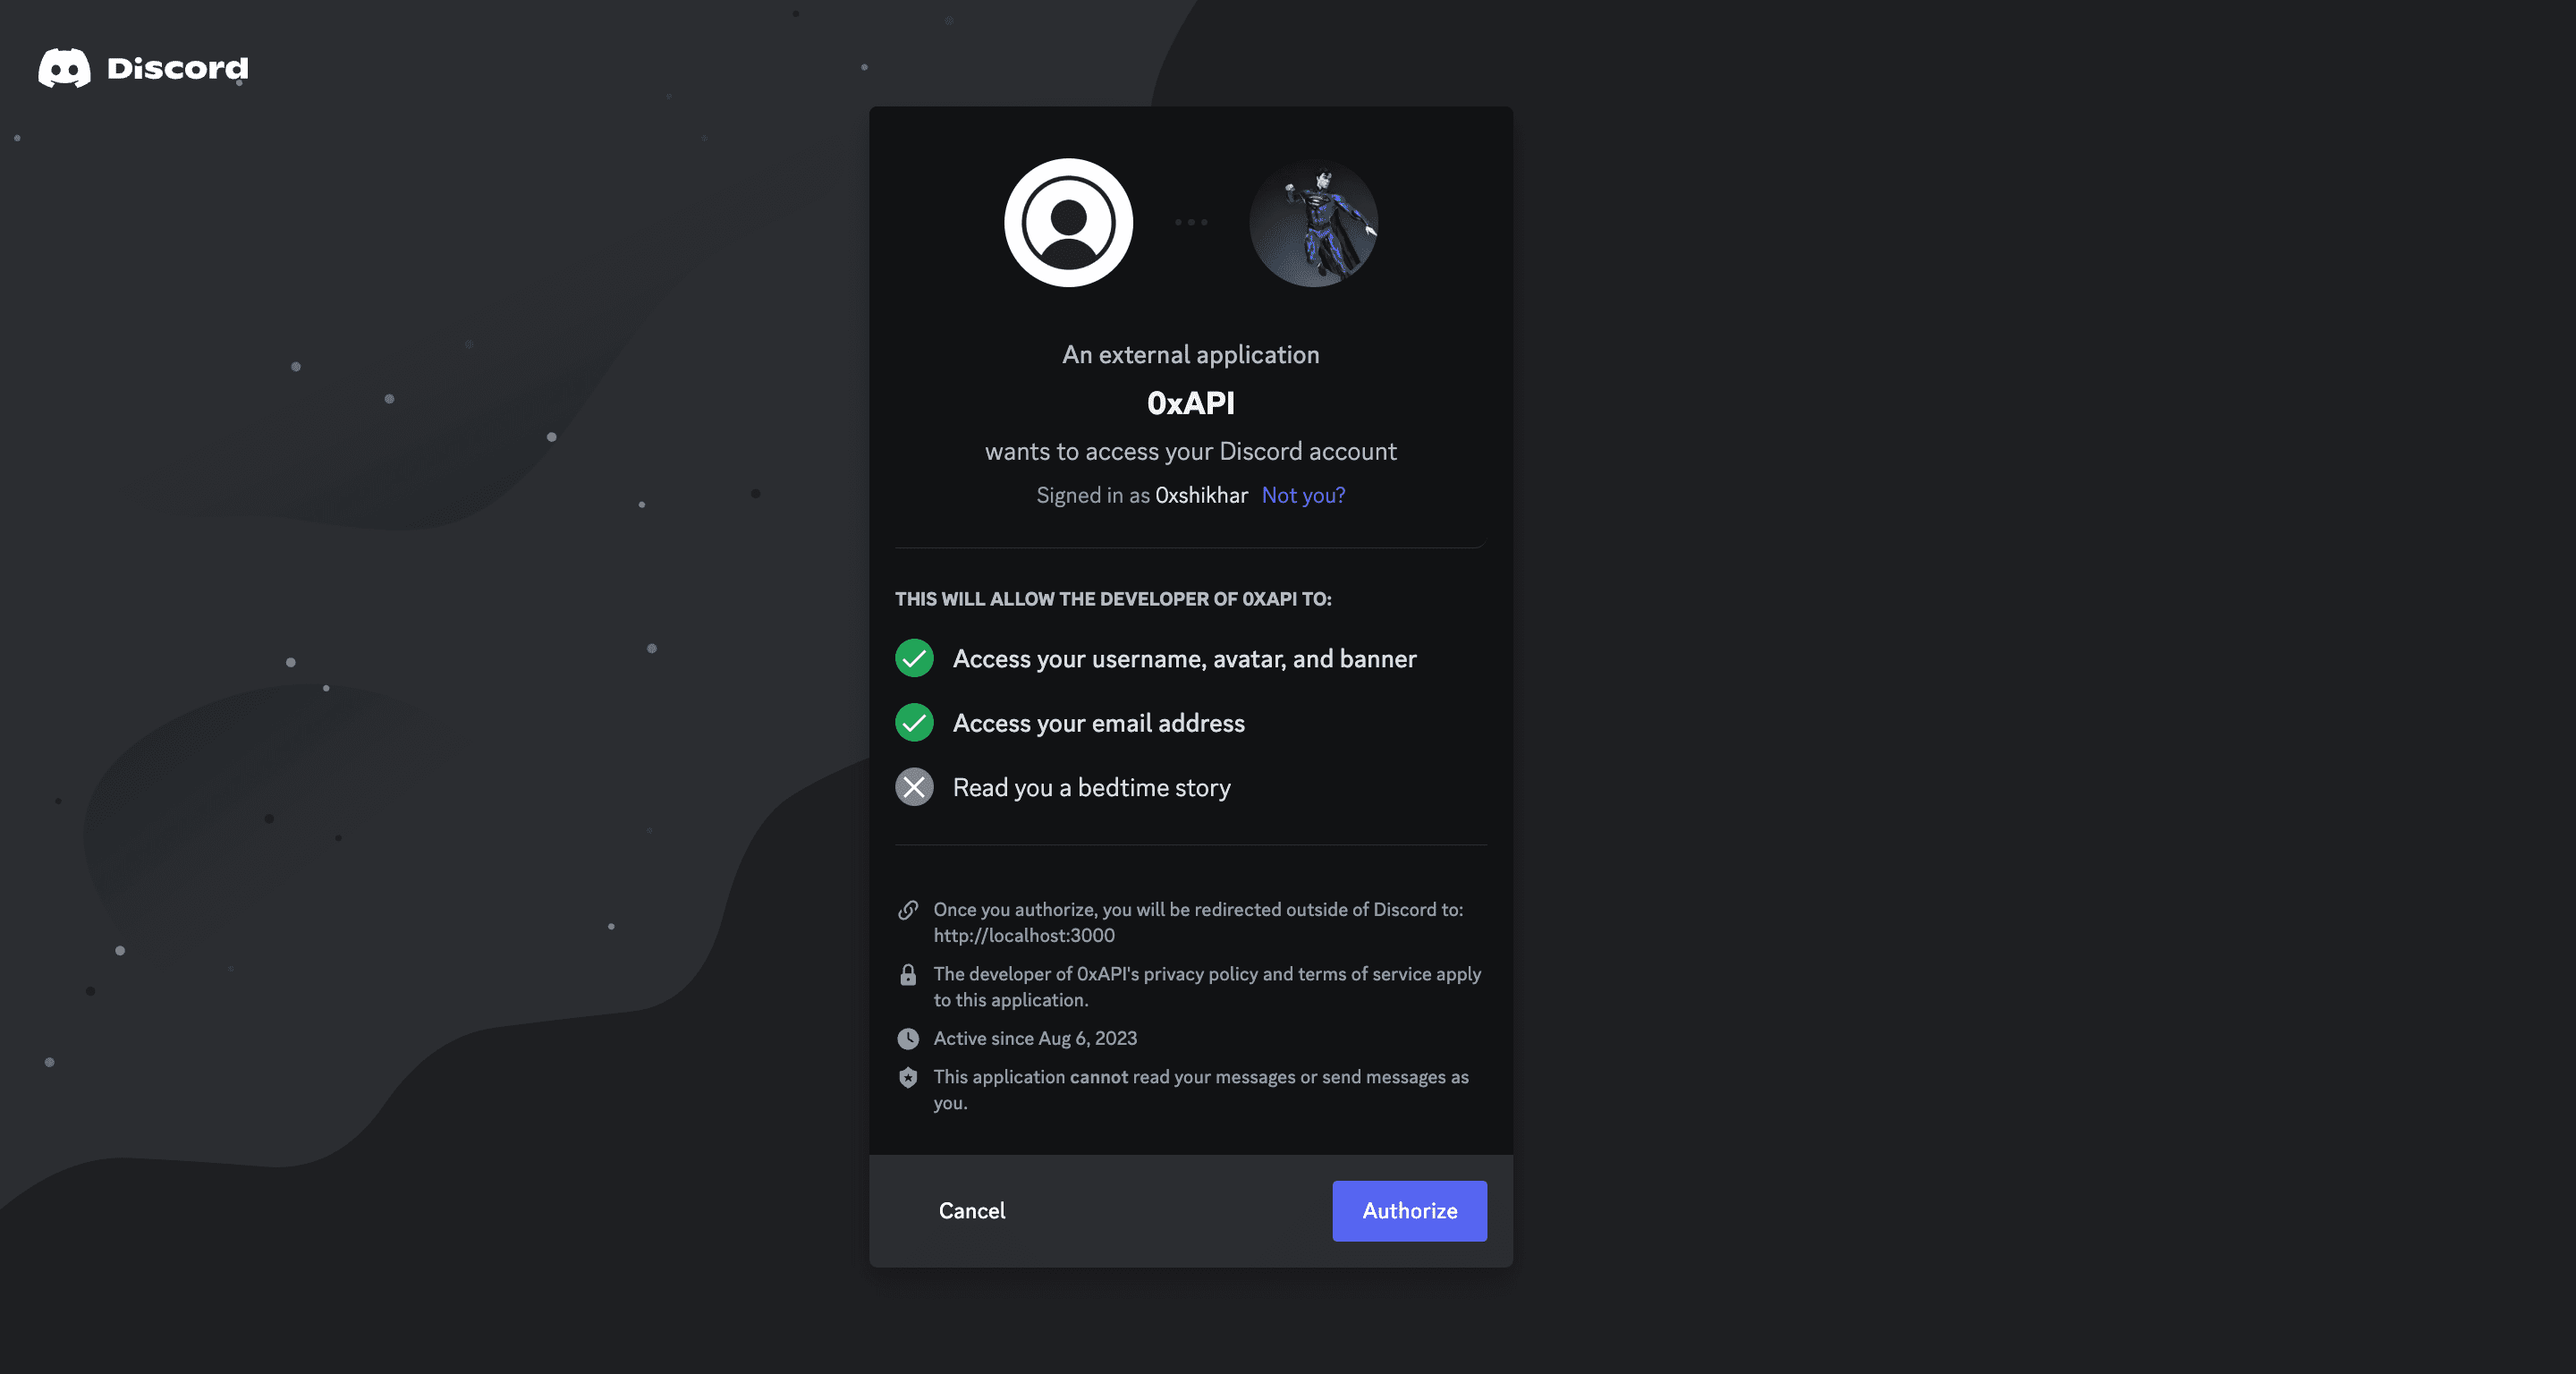 Discord
An external application
0xAPI
wants to access your Discord account
Signed in as 0xshikhar Not you?
THIS WILL ALLOW THE DEVELOPER OF 0XAPI TO:
Access your username, avatar, and banner
Access your email address
Read you a bedtime story
Once you authorize, you will be redirected outside of Discord to:
http://localhost:3000
The developer of 0xAPI's privacy policy and terms of service apply
to this application.
Active since Aug 6, 2023
This application cannot read your messages or send messages as
you.
Cancel
Authorize